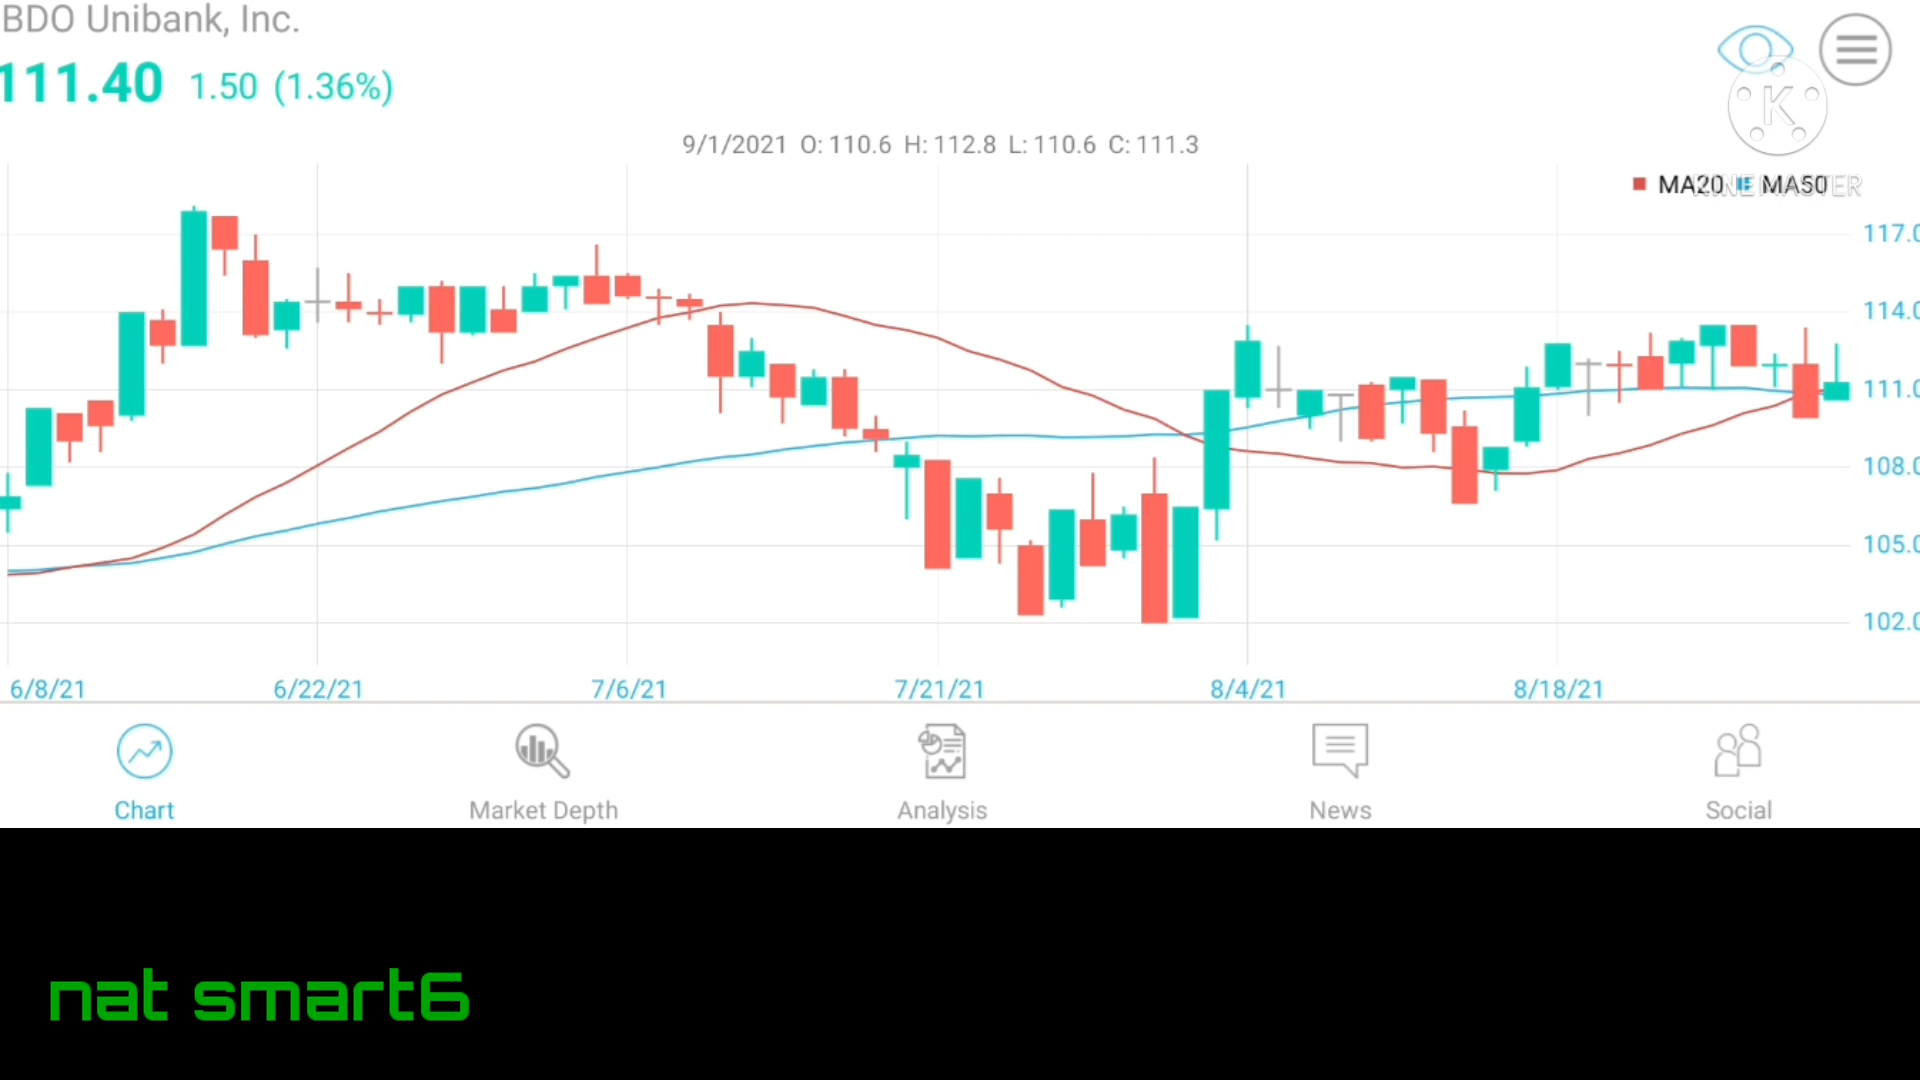 BDO Unibank, Inc.
111.40 1.50 (1.36%)
K
9/1/2021 O: 110.6 H: 112.8 L: 110.6 C: 111.3
MA20 MA50
KINEMASTER
117.0
114.0
111.0
108.0
105.0
102.0
6/8/21 6/22/21 7/6/21 7/21/21 8/4/21 8/18/21
Chart Market Depth Analysis News Social
nat smart6